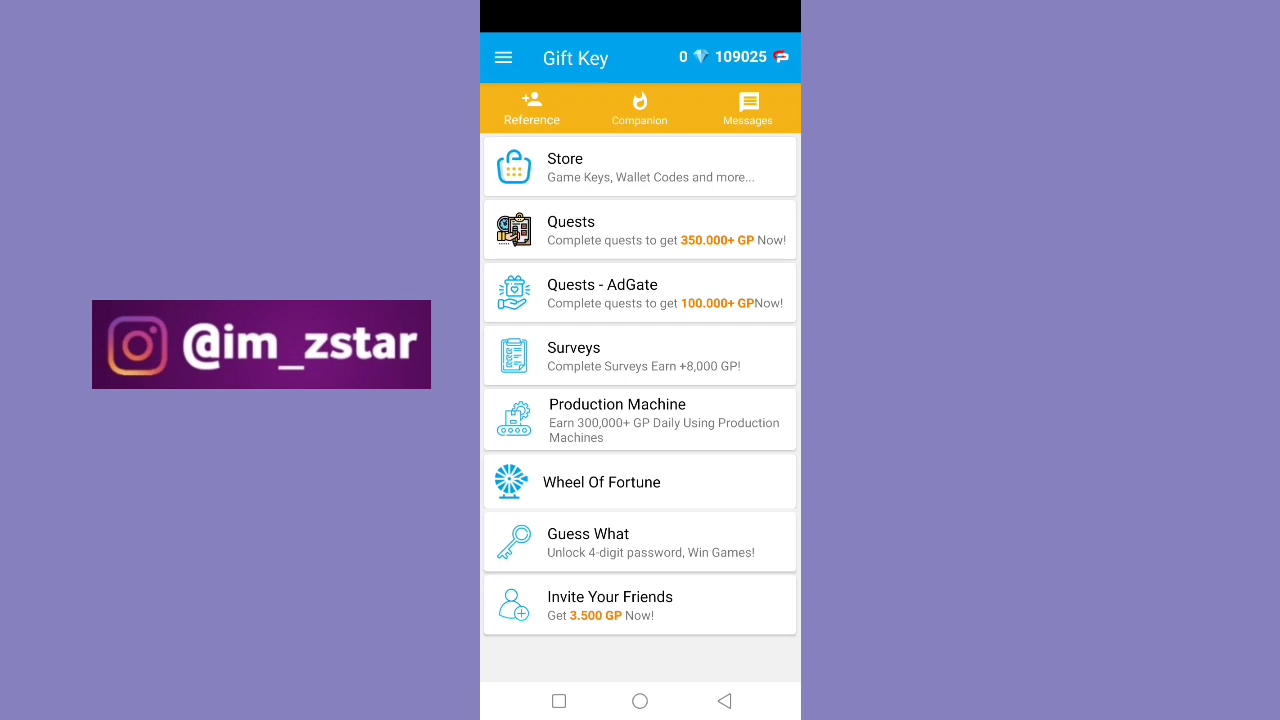 Gift Key
0 109025
Reference
Companion
Messages
Store
Game Keys, Wallet Codes and more...
Quests
Complete quests to get 350.000+ GP Now!
Quests - AdGate
Complete quests to get 100.000+ GPNow!
Surveys
Complete Surveys Earn +8,000 GP!
Production Machine
Earn 300,000+ GP Daily Using Production
Machines
Wheel Of Fortune
Guess What
Unlock 4-digit password, Win Games!
Invite Your Friends
Get 3.500 GP Now!
@im_zstar